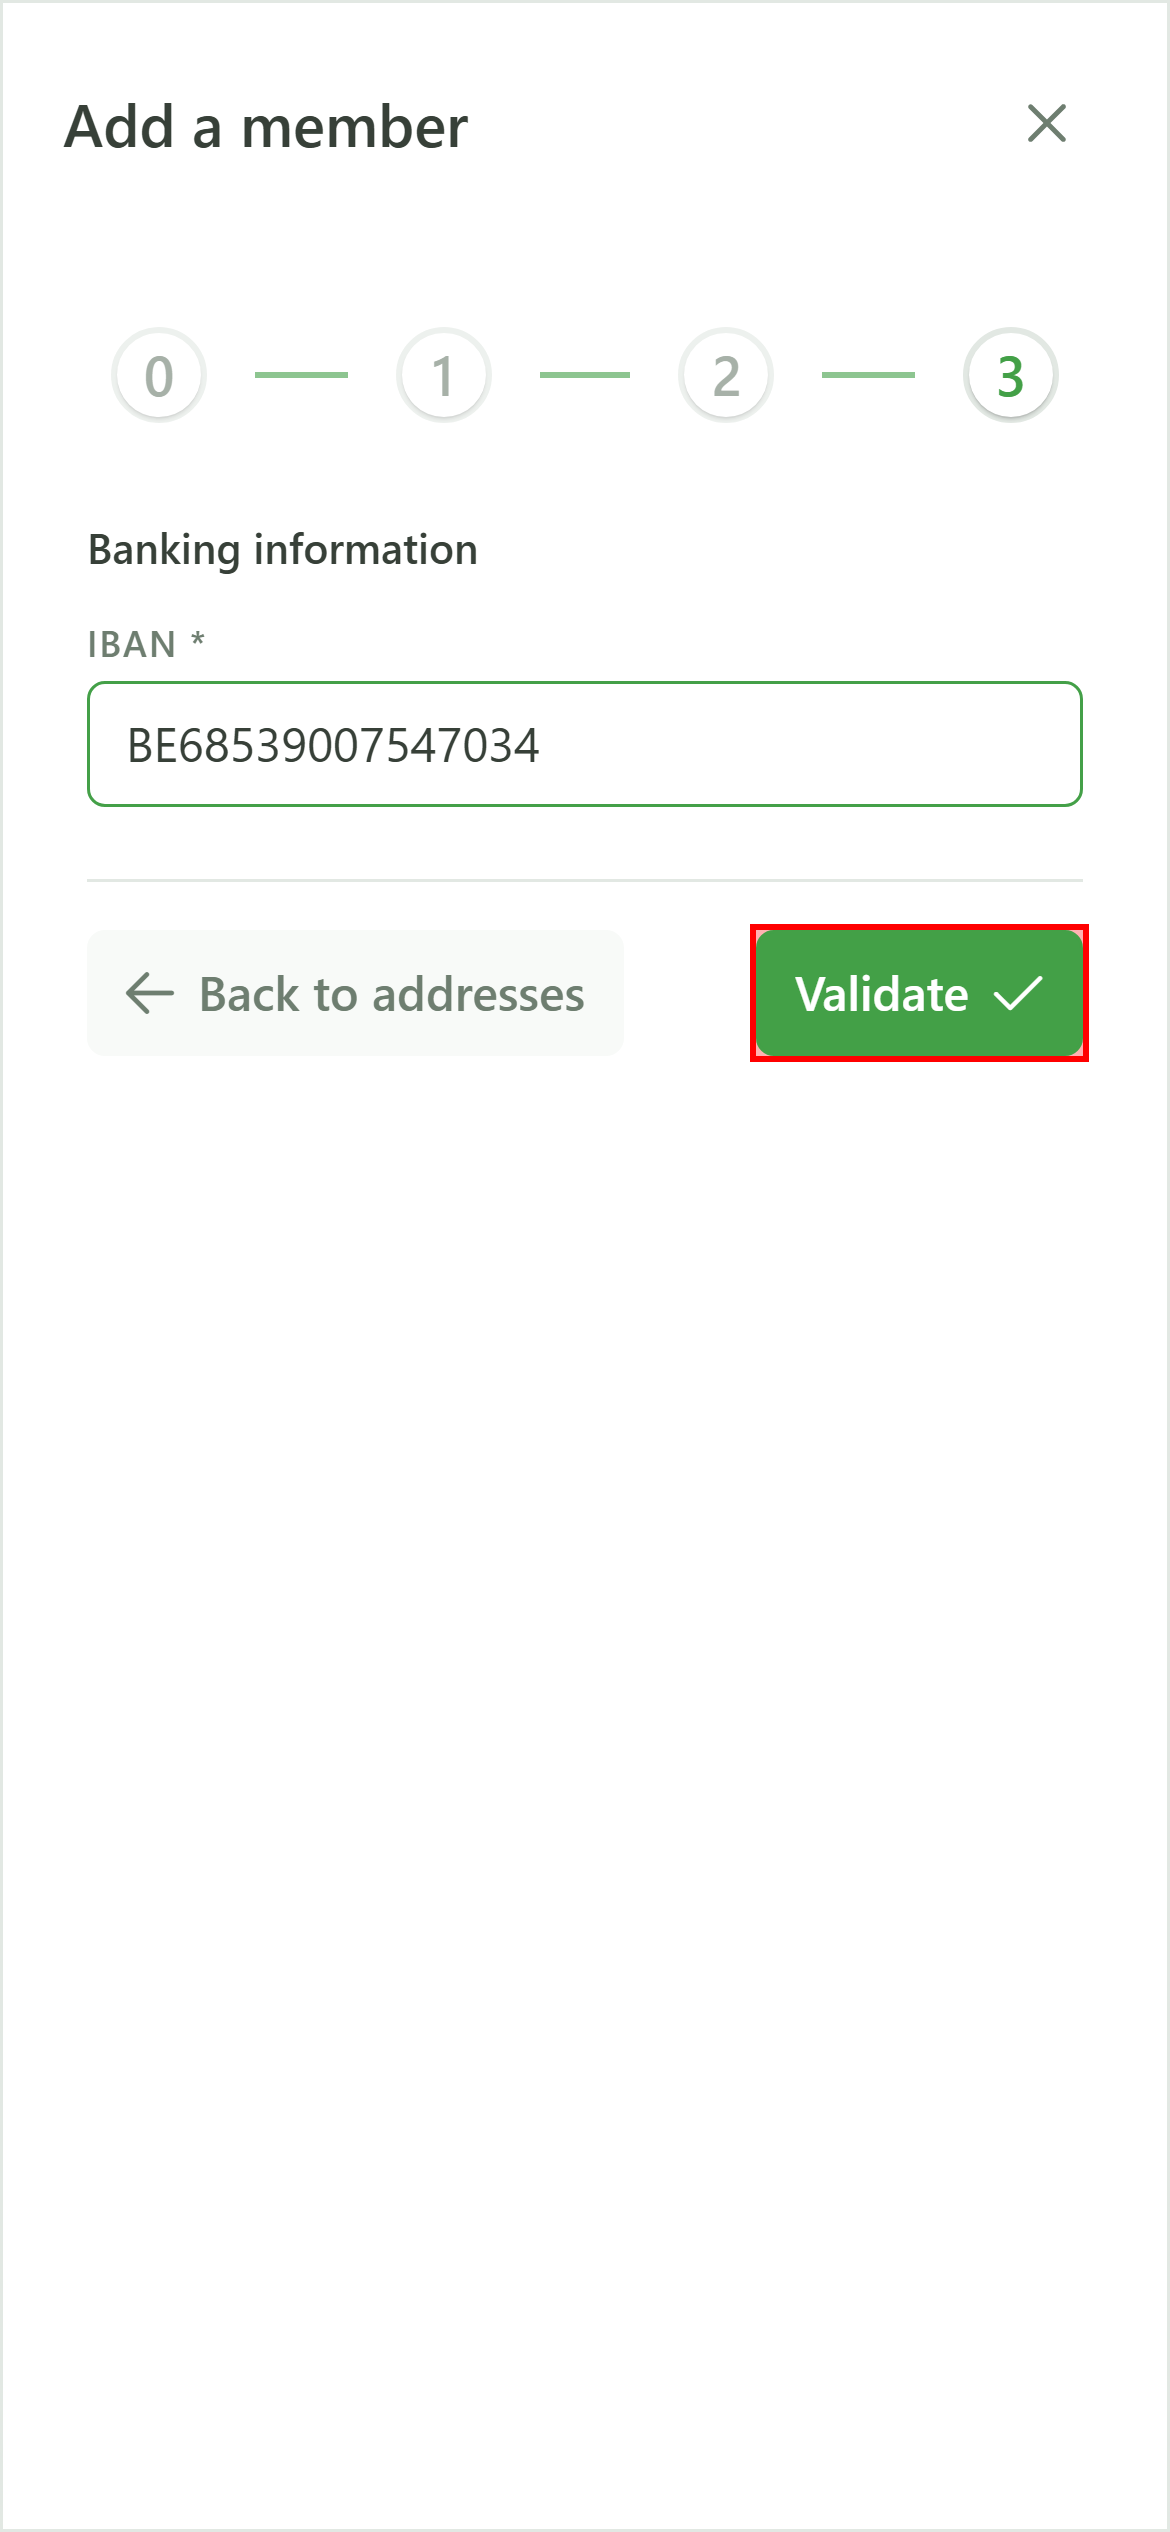 Add a member
0 1 2 3
Banking information
IBAN *
BE68539007547034
Back to addresses
Validate